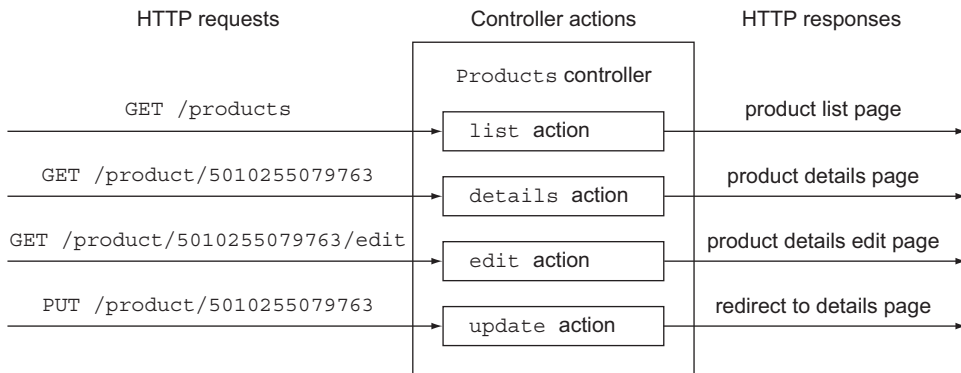 HTTP requests Controller actions HTTP responses
Products controller
GET /products list action product list page
GET /product/5010255079763 details action product details page
GET /product/5010255079763/edit edit action product details edit page
PUT /product/5010255079763 update action redirect to details page